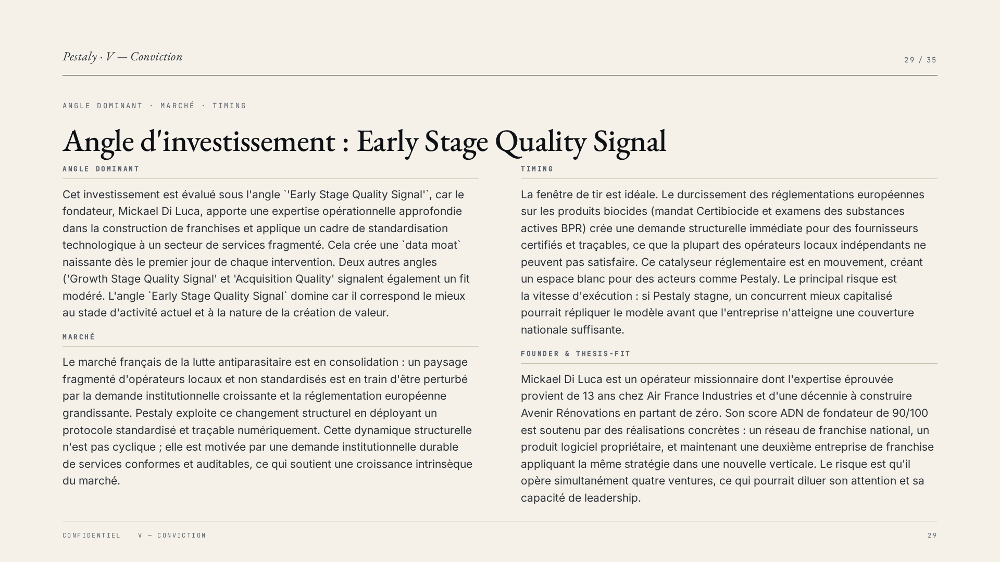 Pestaly · V — Conviction
29 / 35
ANGLE DOMINANT · MARCHÉ · TIMING
Angle d'investissement : Early Stage Quality Signal
ANGLE DOMINANT
Cet investissement est évalué sous l'angle `'Early Stage Quality Signal'`, car le
fondateur, Mickael Di Luca, apporte une expertise opérationnelle approfondie
dans la construction de franchises et applique un cadre de standardisation
technologique à un secteur de services fragmenté. Cela crée une `data moat`
naissante dès le premier jour de chaque intervention. Deux autres angles
('Growth Stage Quality Signal' et 'Acquisition Quality' signalent également un fit
modéré. L'angle `Early Stage Quality Signal` domine car il correspond le mieux
au stade d'activité actuel et à la nature de la création de valeur.
MARCHÉ
Le marché français de la lutte antiparasitaire est en consolidation : un paysage
fragmenté d'opérateurs locaux et non standardisés est en train d'être perturbé
par la demande institutionnelle croissante et la réglementation européenne
grandissante. Pestaly exploite ce changement structurel en déployant un
protocole standardisé et traçable numériquement. Cette dynamique structurelle
n'est pas cyclique ; elle est motivée par une demande institutionnelle durable
de services conformes et auditables, ce qui soutient une croissance intrinsèque
du marché.
TIMING
La fenêtre de tir est idéale. Le durcissement des réglementations européennes
sur les produits biocides (mandat Certibiocide et examens des substances
actives BPR) crée une demande structurelle immédiate pour des fournisseurs
certifiés et traçables, ce que la plupart des opérateurs locaux indépendants ne
peuvent pas satisfaire. Ce catalyseur réglementaire est en mouvement, créant
un espace blanc pour des acteurs comme Pestaly. Le principal risque est
la vitesse d'exécution : si Pestaly stagne, un concurrent mieux capitalisé
pourrait répliquer le modèle avant que l'entreprise n'atteigne une couverture
nationale suffisante.
FOUNDER & THESIS-FIT
Mickael Di Luca est un opérateur missionnaire dont l'expertise éprouvée
provient de 13 ans chez Air France Industries et d'une décennie à construire
Avenir Rénovations en partant de zéro. Son score ADN de fondateur de 90/100
est soutenu par des réalisations concrètes : un réseau de franchise national, un
produit logiciel propriétaire, et maintenant une deuxième entreprise de franchise
appliquant la même stratégie dans une nouvelle verticale. Le risque est qu'il
opère simultanément quatre ventures, ce qui pourrait diluer son attention et sa
capacité de leadership.
CONFIDENTIEL V — CONVICTION
29